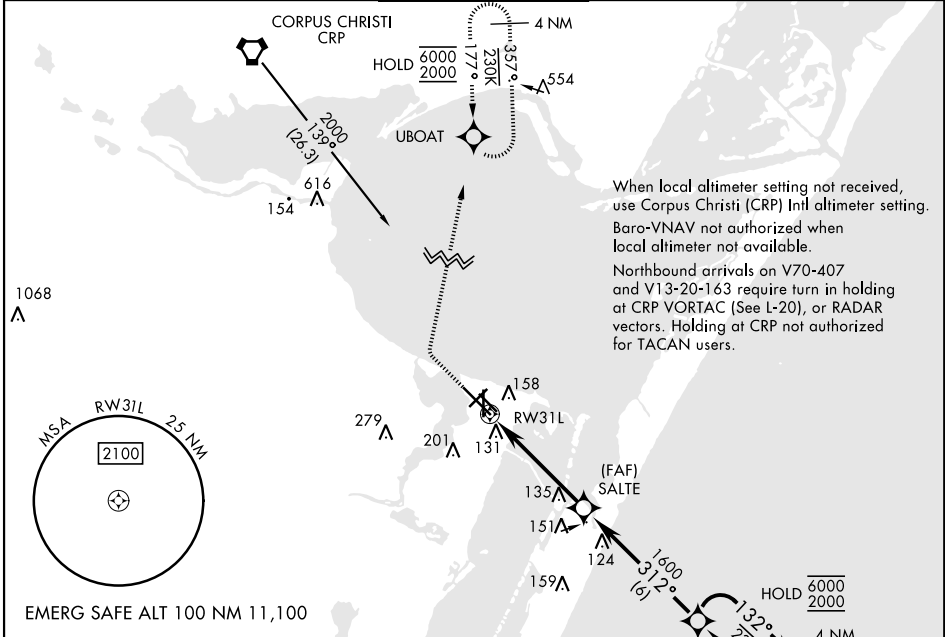 CORPUS CHRISTI
CRP
4 NM
HOLD 6000
2000
177°
230K
357°
554
UBOAT
2000
139°
(26.3)
616
154
When local altimeter setting not received,
use Corpus Christi (CRP) Intl altimeter setting.
Baro-VNAV not authorized when
local altimeter not available.
Northbound arrivals on V70-407
and V13-20-163 require turn in holding
at CRP VORTAC (See L-20), or RADAR
vectors. Holding at CRP not authorized
for TACAN users.
1068
158
RW31L
279
201
131
MSA RW31L 25 NM
2100
(FAF)
SALTE
135
151
124
159
1600
312°
(6)
HOLD 6000
2000
132°
4 NM
EMERG SAFE ALT 100 NM 11,100